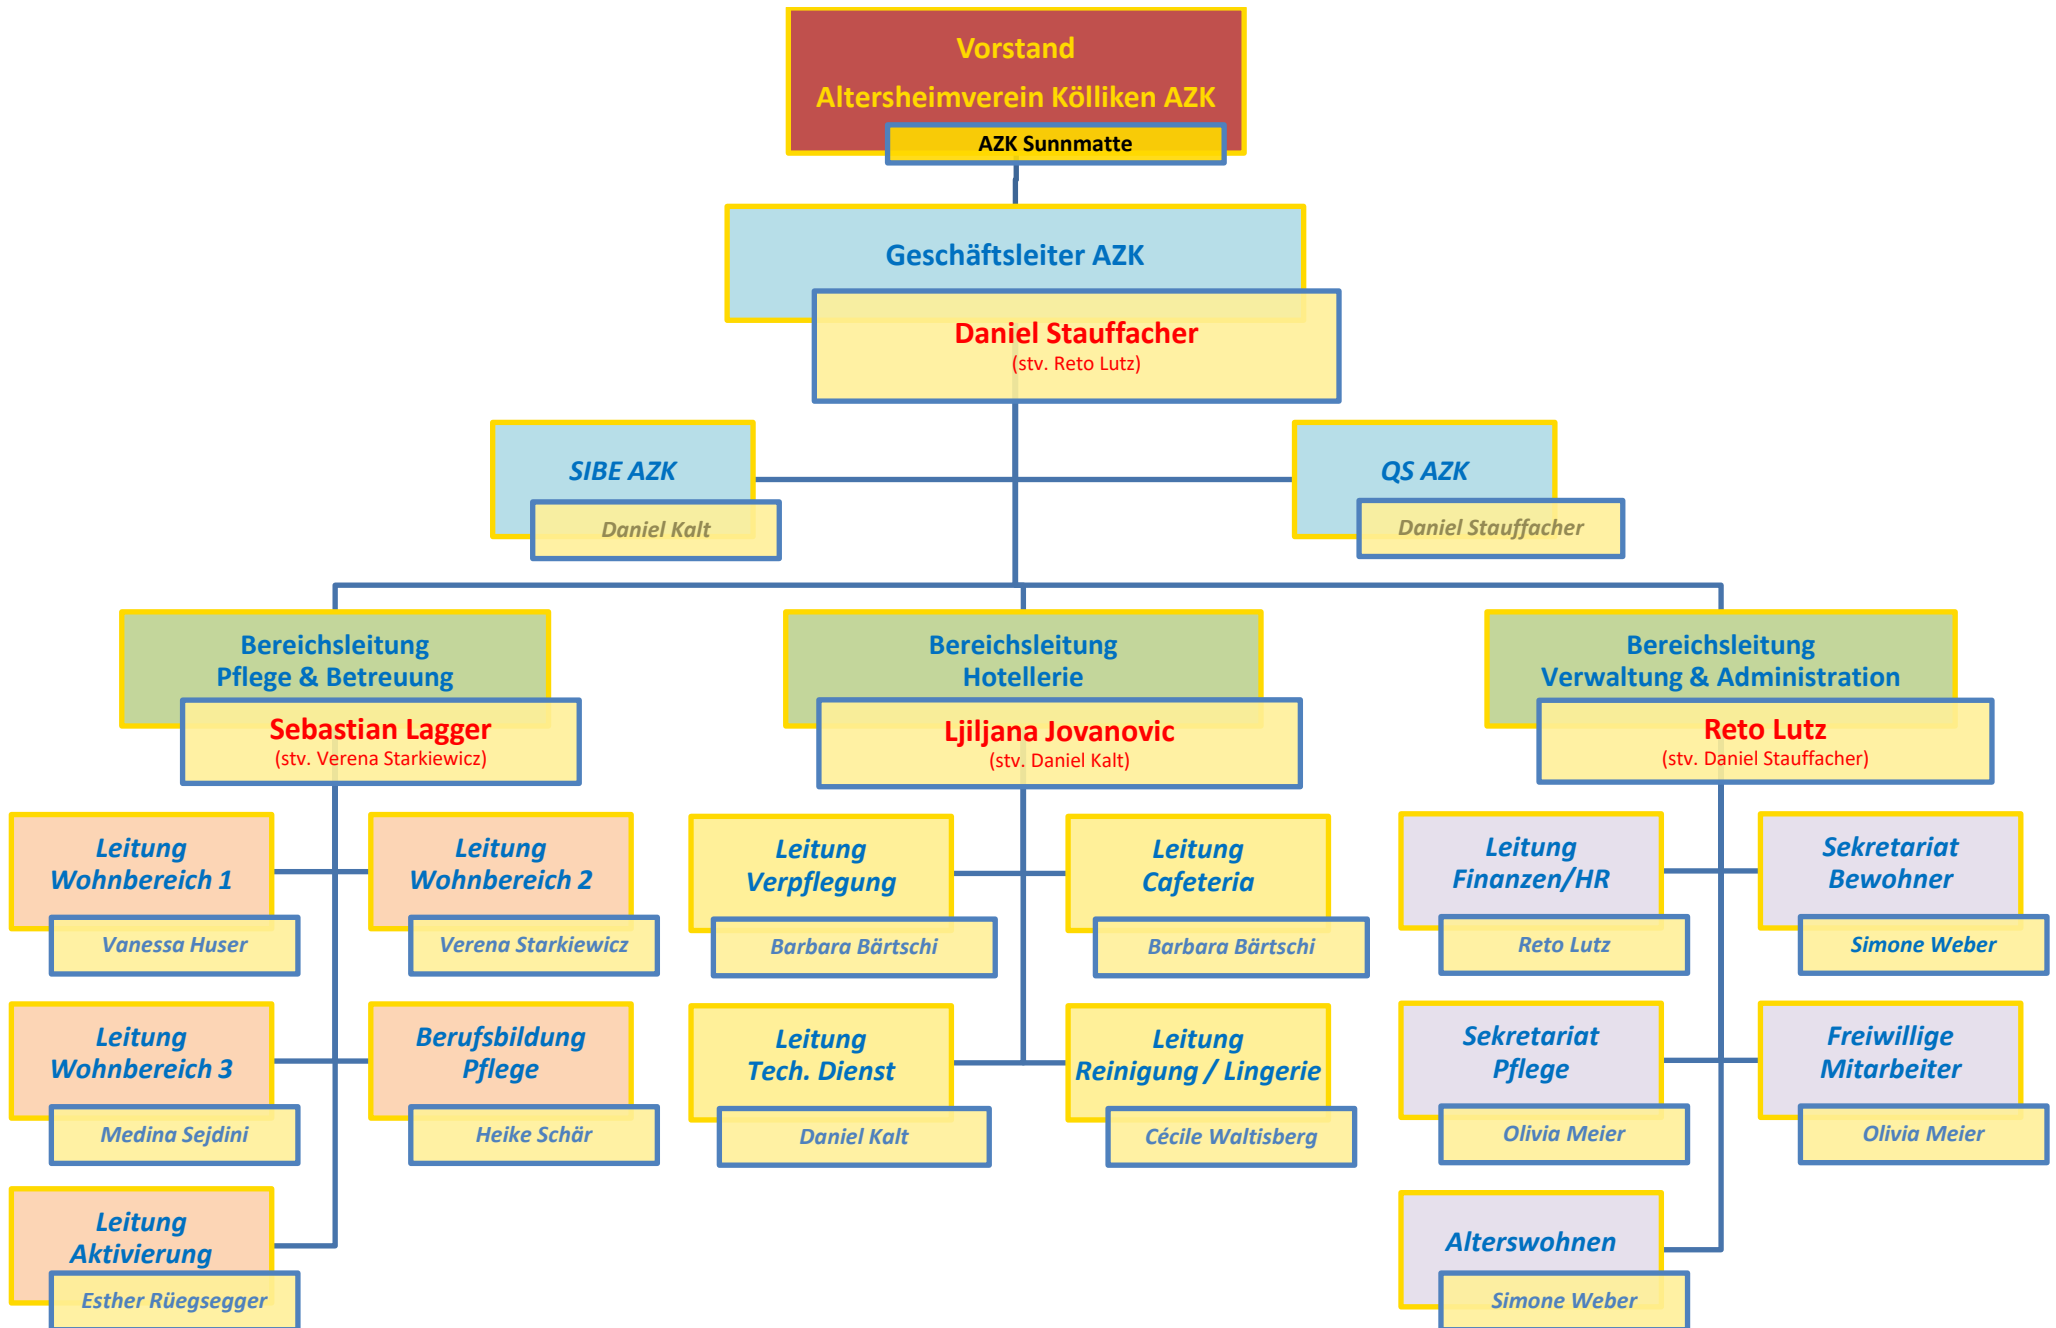 Vorstand
Altersheimverein Kölliken AZK
AZK Sunnmatte
Geschäftsleiter AZK
Daniel Stauffacher
(stv. Reto Lutz)
SIBE AZK
Daniel Kalt
QS AZK
Daniel Stauffacher
Bereichsleitung
Pflege & Betreuung
Sebastian Lagger
(stv. Verena Starkiewicz)
Bereichsleitung
Hotellerie
Ljiljana Jovanovic
(stv. Daniel Kalt)
Bereichsleitung
Verwaltung & Administration
Reto Lutz
(stv. Daniel Stauffacher)
Leitung
Wohnbereich 1
Vanessa Huser
Leitung
Wohnbereich 2
Verena Starkiewicz
Leitung
Verpflegung
Barbara Bärtschi
Leitung
Cafeteria
Barbara Bärtschi
Leitung
Finanzen/HR
Reto Lutz
Sekretariat
Bewohner
Simone Weber
Leitung
Wohnbereich 3
Medina Sejdini
Berufsbildung
Pflege
Heike Schär
Leitung
Tech. Dienst
Daniel Kalt
Leitung
Reinigung / Lingerie
Cécile Waltisberg
Sekretariat
Pflege
Olivia Meier
Freiwillige
Mitarbeiter
Olivia Meier
Leitung
Aktivierung
Esther Rüegsegger
Alterswohnen
Simone Weber